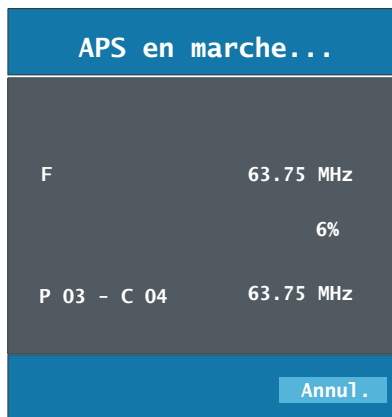 APS en marche...
F 63.75 MHz
6%
P 03 - C 04 63.75 MHz
Annul.